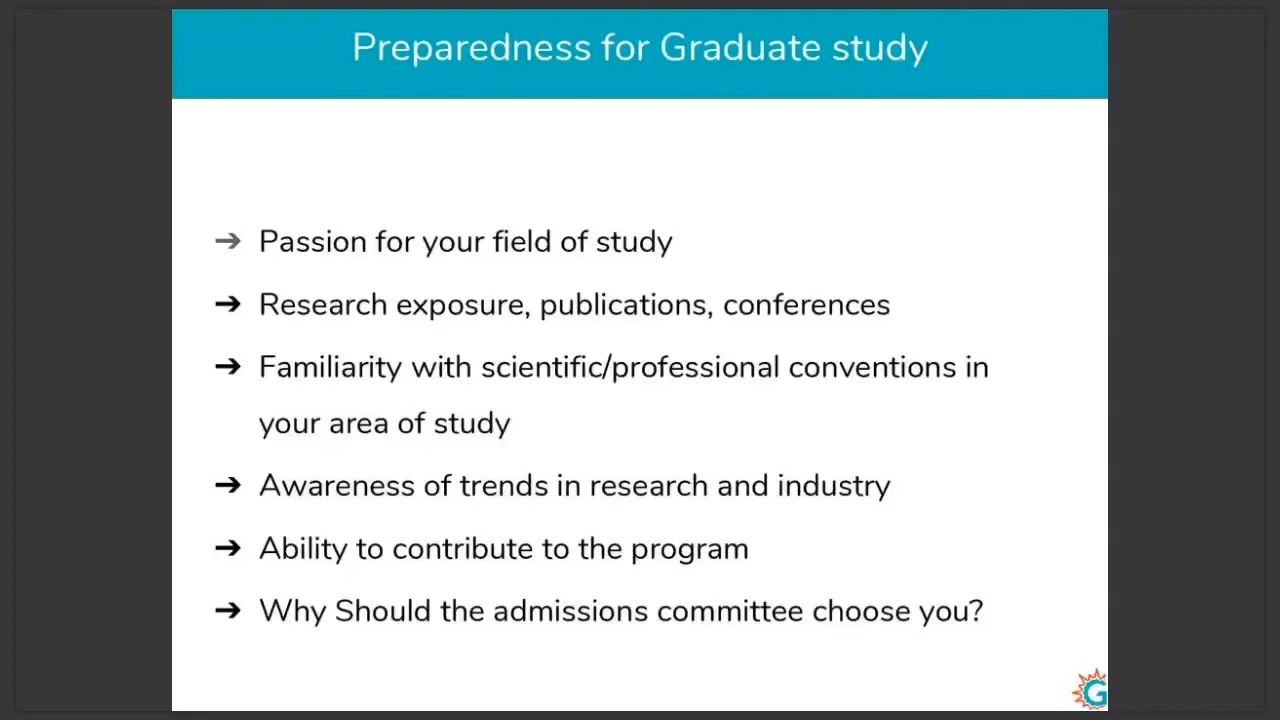 Preparedness for Graduate study
➔ Passion for your field of study
➔ Research exposure, publications, conferences
➔ Familiarity with scientific/professional conventions in
your area of study
➔ Awareness of trends in research and industry
➔ Ability to contribute to the program
➔ Why Should the admissions committee choose you?
G